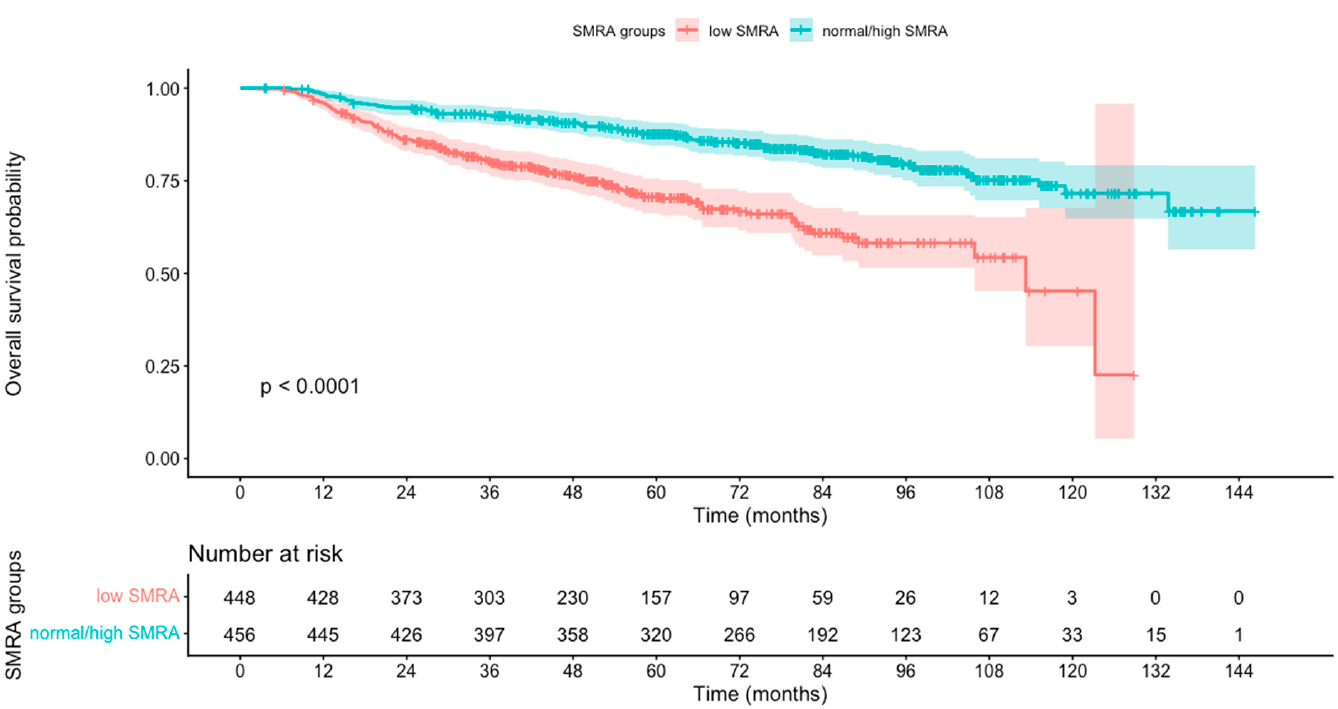 SMRA groups low SMRA normal/high SMRA
Overall survival probability
1.00
0.75
0.50
0.25
0.00
p < 0.0001
0 12 24 36 48 60 72 84 96 108 120 132 144
Time (months)
Number at risk
SMRA groups
low SMRA 448 428 373 303 230 157 97 59 26 12 3 0 0
normal/high SMRA 456 445 426 397 358 320 266 192 123 67 33 15 1
0 12 24 36 48 60 72 84 96 108 120 132 144
Time (months)